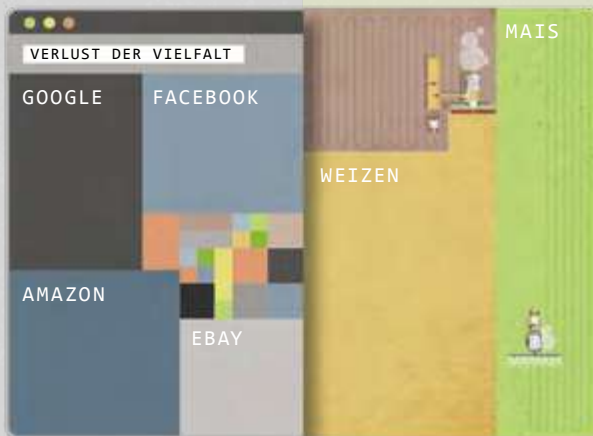 VERLUST DER VIELFALT
GOOGLE
FACEBOOK
AMAZON
EBAY
MAIS
WEIZEN